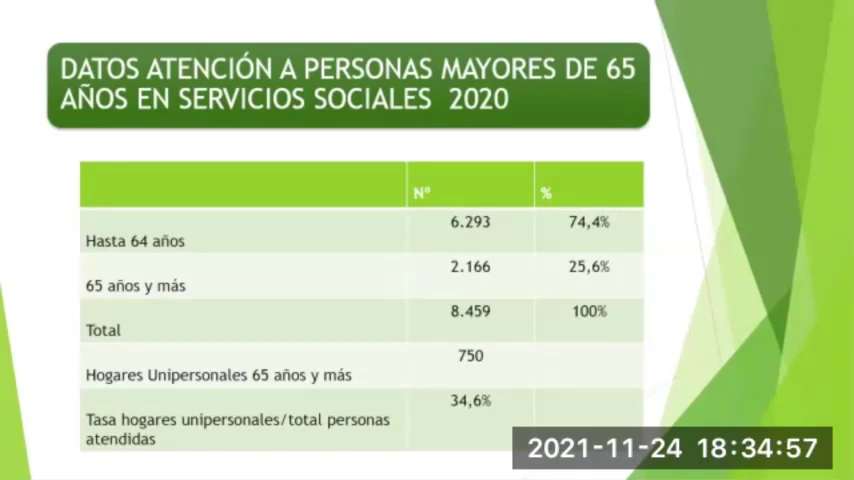 DATOS ATENCIÓN A PERSONAS MAYORES DE 65
AÑOS EN SERVICIOS SOCIALES 2020
Nº %
Hasta 64 años 6.293 74,4%
65 años y más 2.166 25,6%
Total 8.459 100%
Hogares Unipersonales 65 años y más 750
Tasa hogares unipersonales/total personas 34,6%
atendidas
2021-11-24 18:34:57